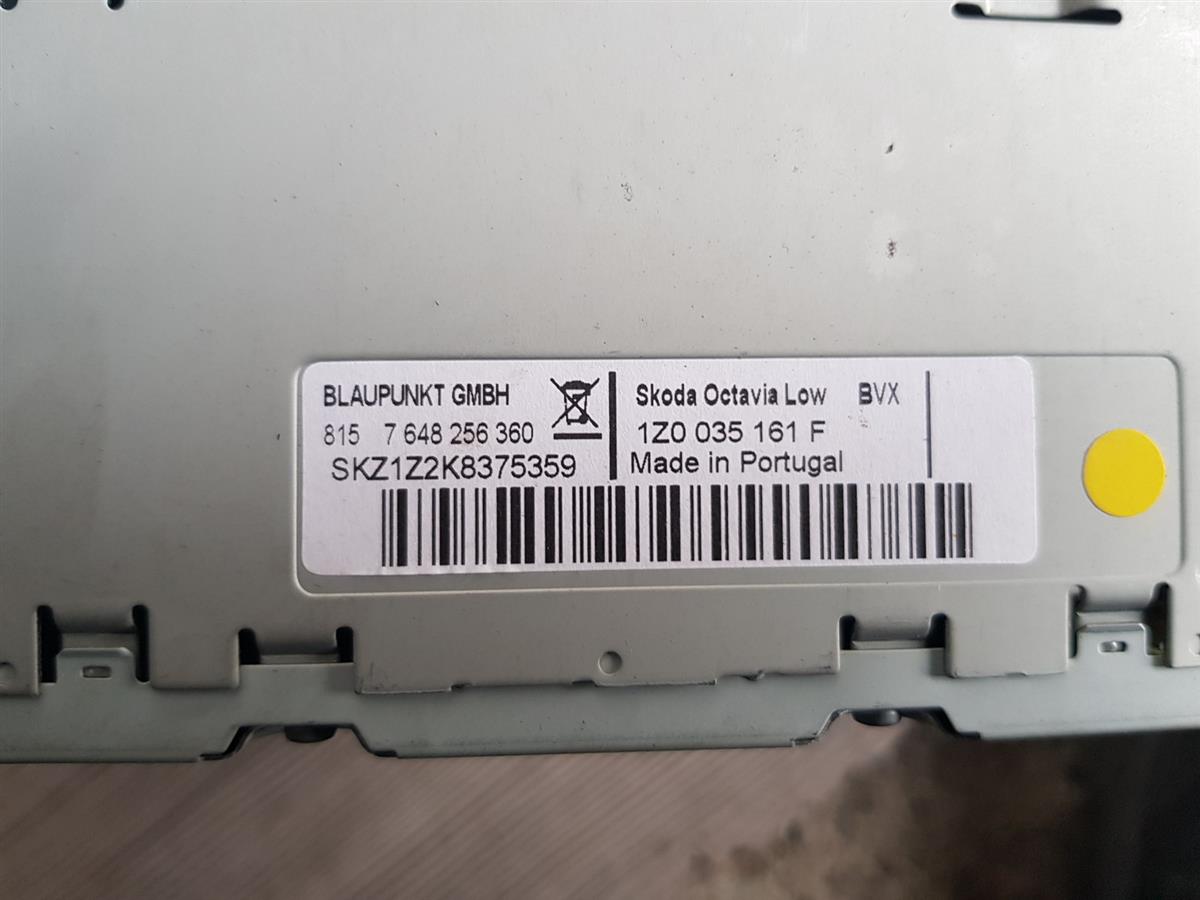 BLAUPUNKT GMBH
815 7 648 256 360
SKZ1Z2K8375359
Skoda Octavia Low BVX
1Z0 035 161 F
Made in Portugal